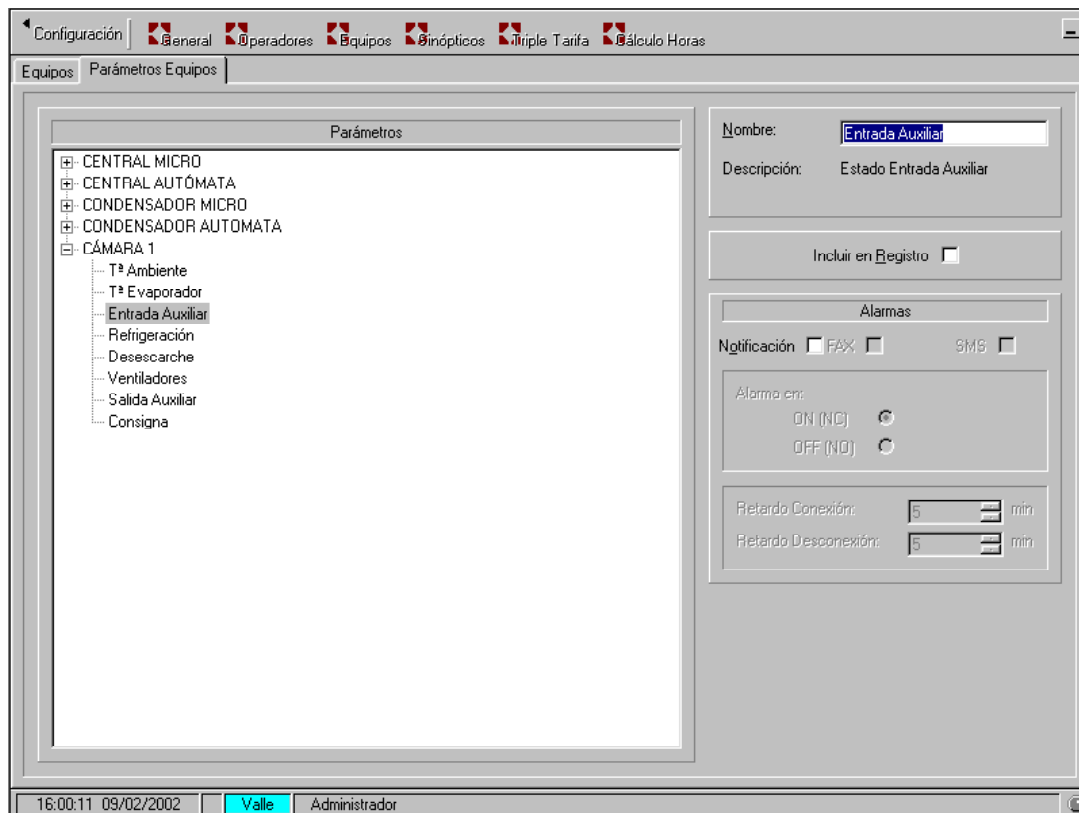 Configuración General Operadores Equipos Sinópticos Triple Tarifa Cálculo Horas
Equipos Parámetros Equipos
Parámetros
CENTRAL MICRO
CENTRAL AUTÓMATA
CONDENSADOR MICRO
CONDENSADOR AUTOMATA
CÁMARA 1
Tª Ambiente
Tª Evaporador
Entrada Auxiliar
Refrigeración
Desescarche
Ventiladores
Salida Auxiliar
Consigna
Nombre: Entrada Auxiliar
Descripción: Estado Entrada Auxiliar
Incluir en Registro
Alarmas
Notificación FAX SMS
Alarma en:
ON (NC)
OFF (NO)
Retardo Conexión: 5 min
Retardo Desconexión: 5 min
16:00:11 09/02/2002 Valle Administrador